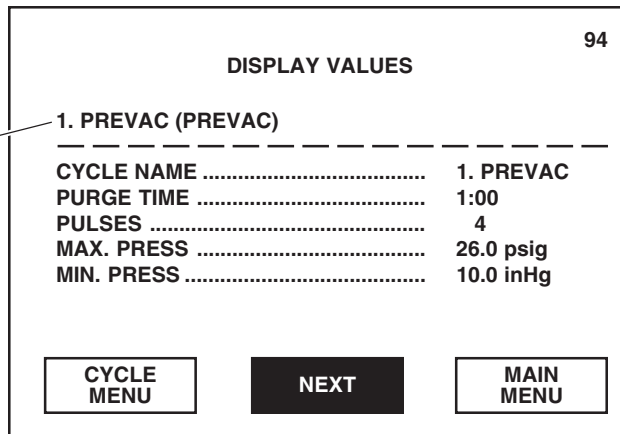 94
DISPLAY VALUES
1. PREVAC (PREVAC)
CYCLE NAME ..................................... 1. PREVAC
PURGE TIME ...................................... 1:00
PULSES .............................................. 4
MAX. PRESS ...................................... 26.0 psig
MIN. PRESS ........................................ 10.0 inHg
CYCLE MENU
NEXT
MAIN MENU